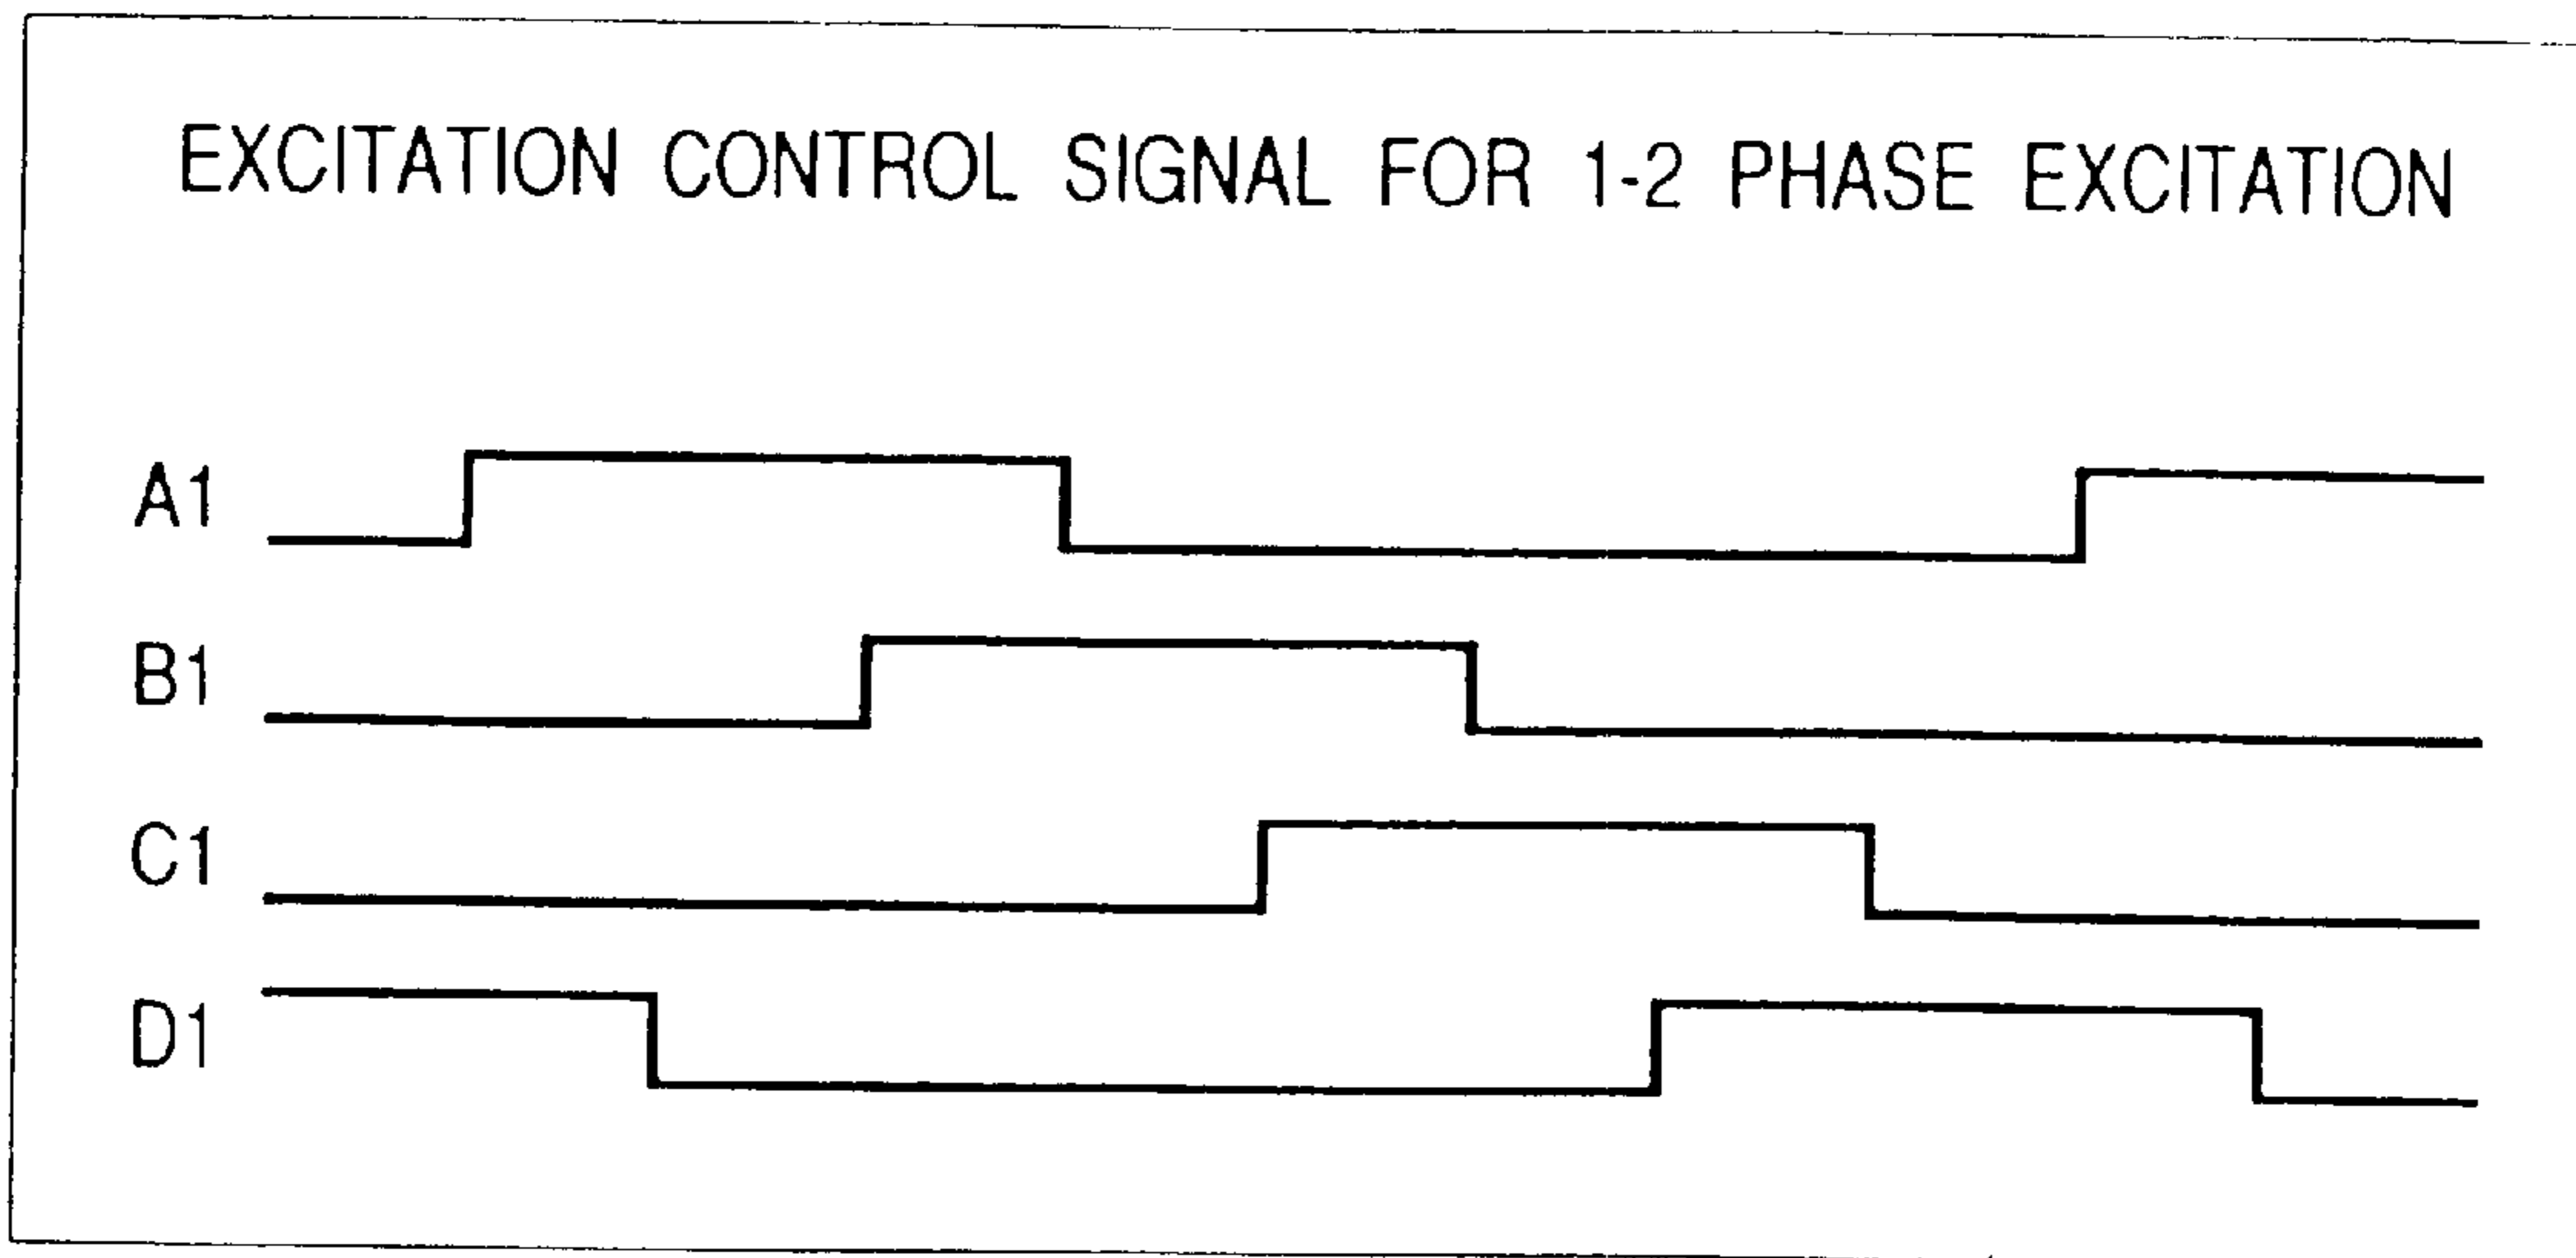 EXCITATION CONTROL SIGNAL FOR 1-2 PHASE EXCITATION
A1
B1
C1
D1